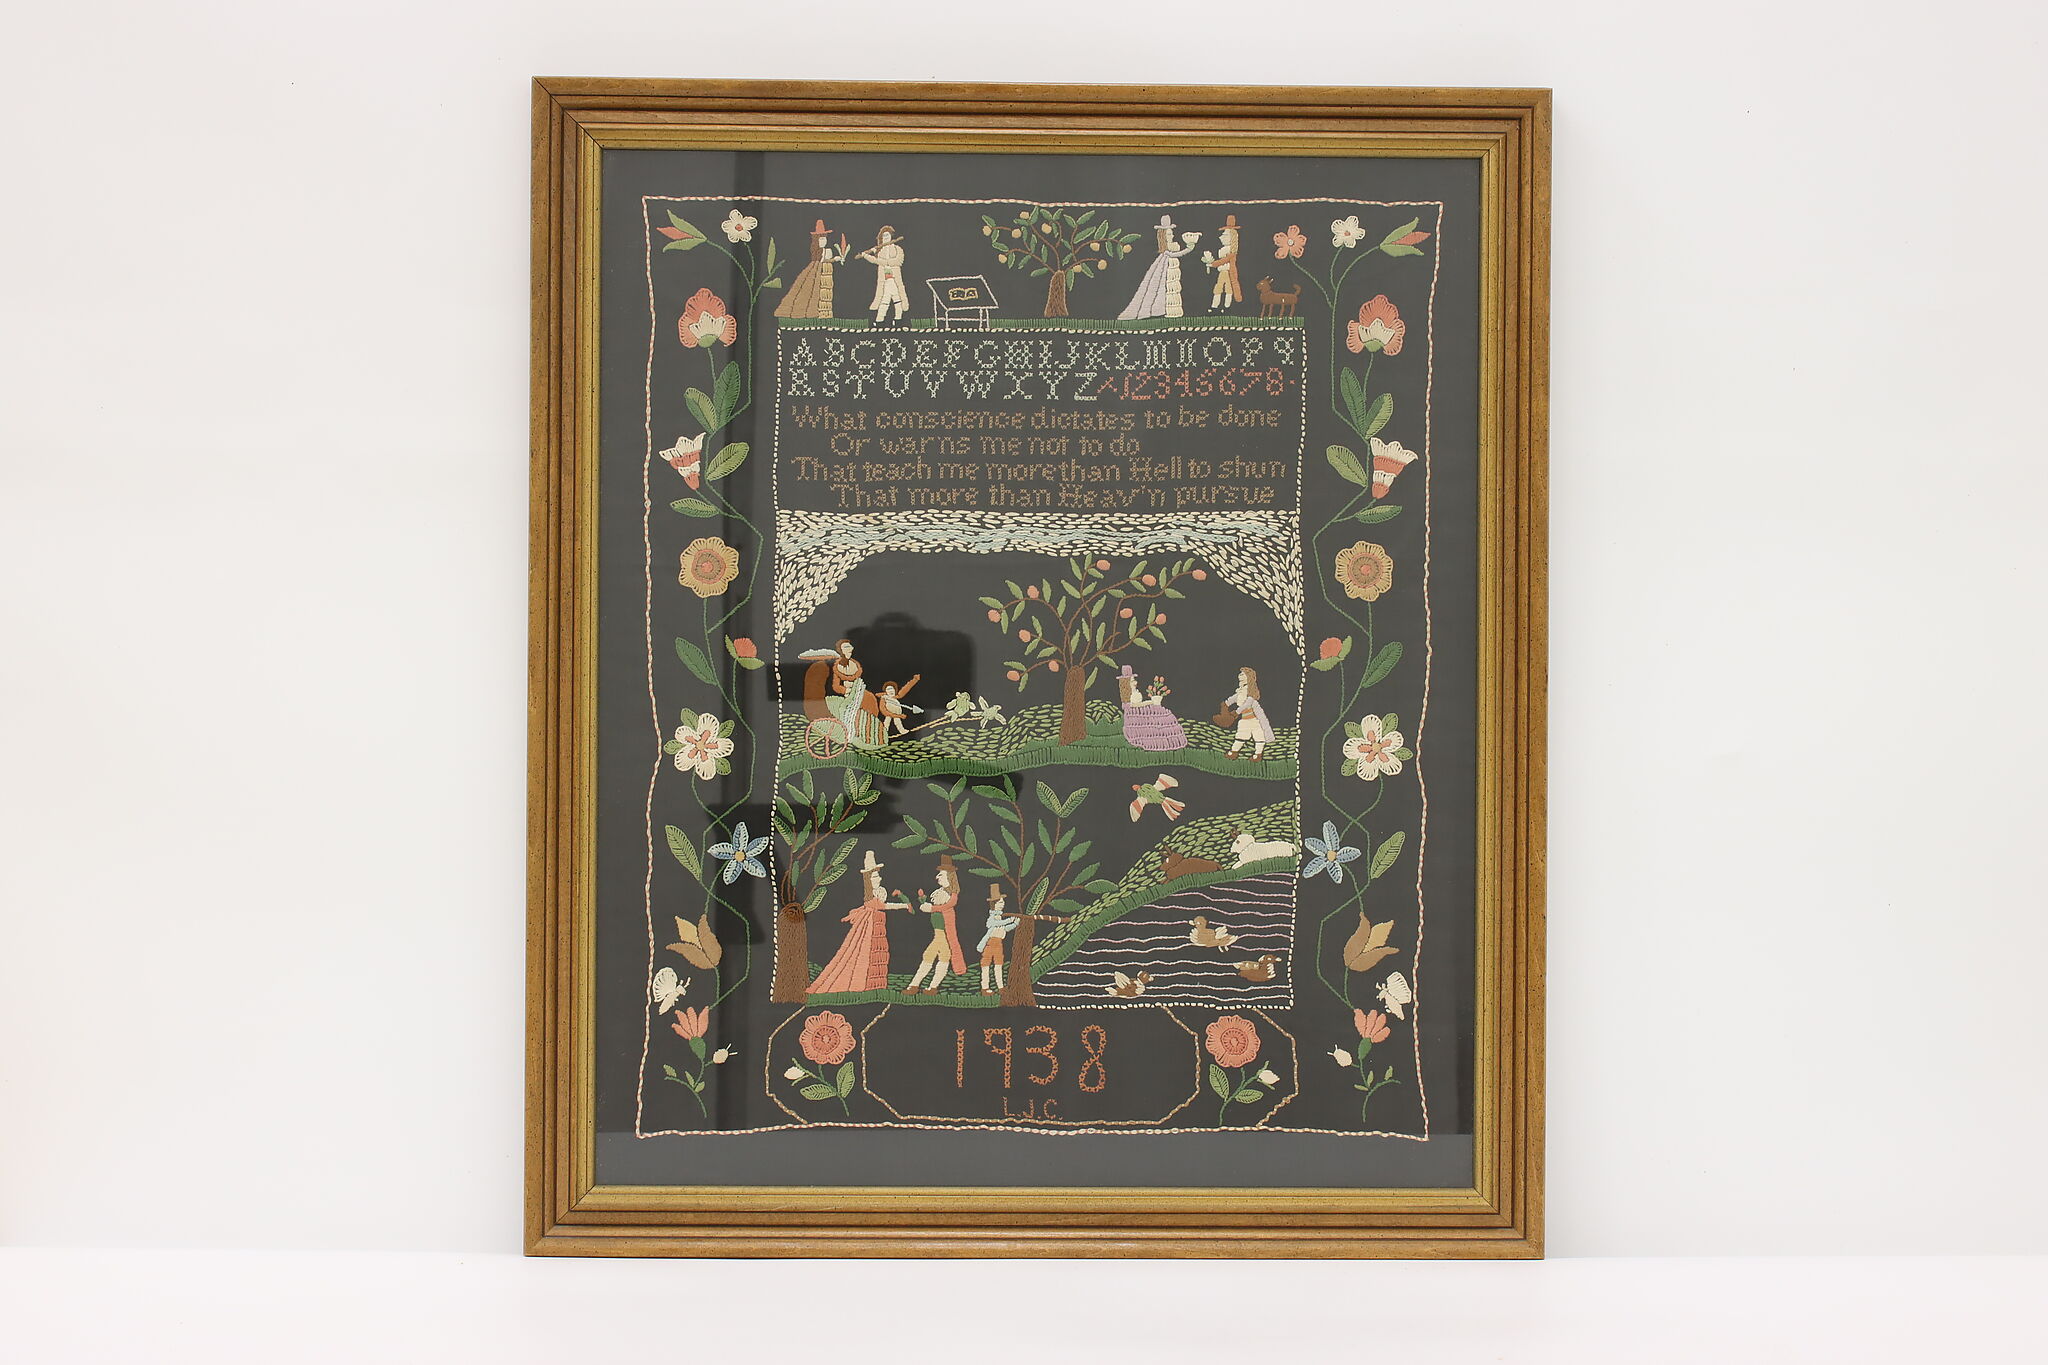 ABCDEFGHIJKLMNOPQ
RSTUVWXYZ 12345678
What conscience dictates to be done
Or warns me not to do
That teach me more than Hell to shun
That more than Heav'n pursue
1938
L.J.C.